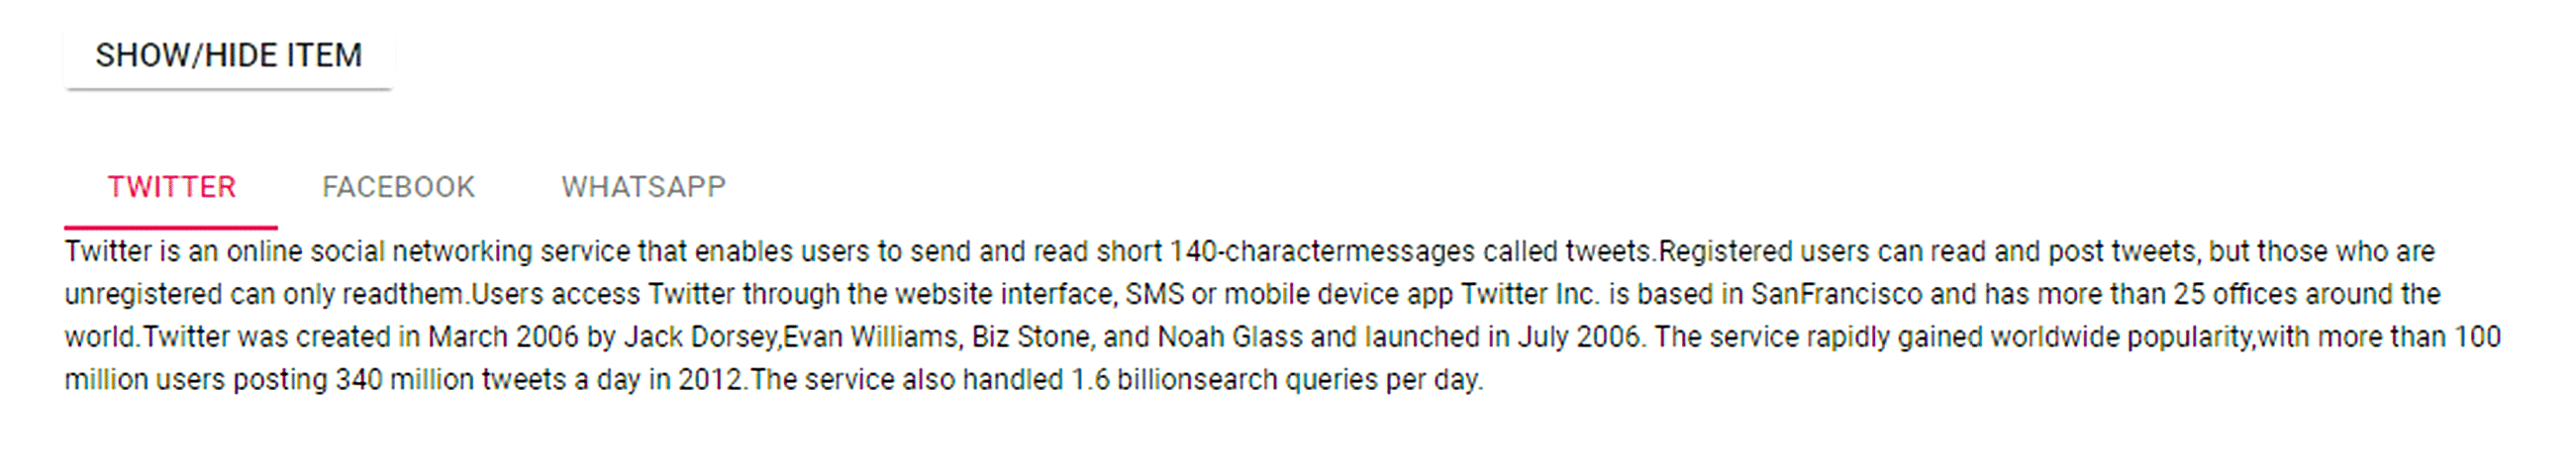 SHOW/HIDE ITEM
TWITTER FACEBOOK WHATSAPP
Twitter is an online social networking service that enables users to send and read short 140-charactermessages called tweets.Registered users can read and post tweets, but those who are
unregistered can only readthem.Users access Twitter through the website interface, SMS or mobile device app Twitter Inc. is based in SanFrancisco and has more than 25 offices around the
world.Twitter was created in March 2006 by Jack Dorsey,Evan Williams, Biz Stone, and Noah Glass and launched in July 2006. The service rapidly gained worldwide popularity,with more than 100
million users posting 340 million tweets a day in 2012.The service also handled 1.6 billionsearch queries per day.